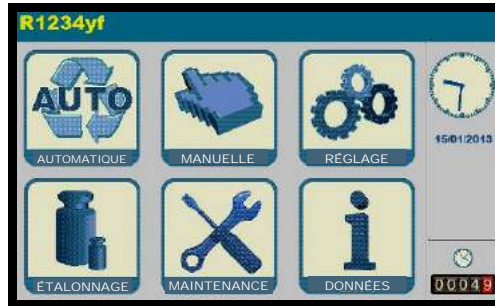 R1234yf
AUTO
AUTOMATIQUE
MANUELLE
RÉGLAGE
15/01/2013
ÉTALONNAGE
MAINTENANCE
DONNÉES
00049